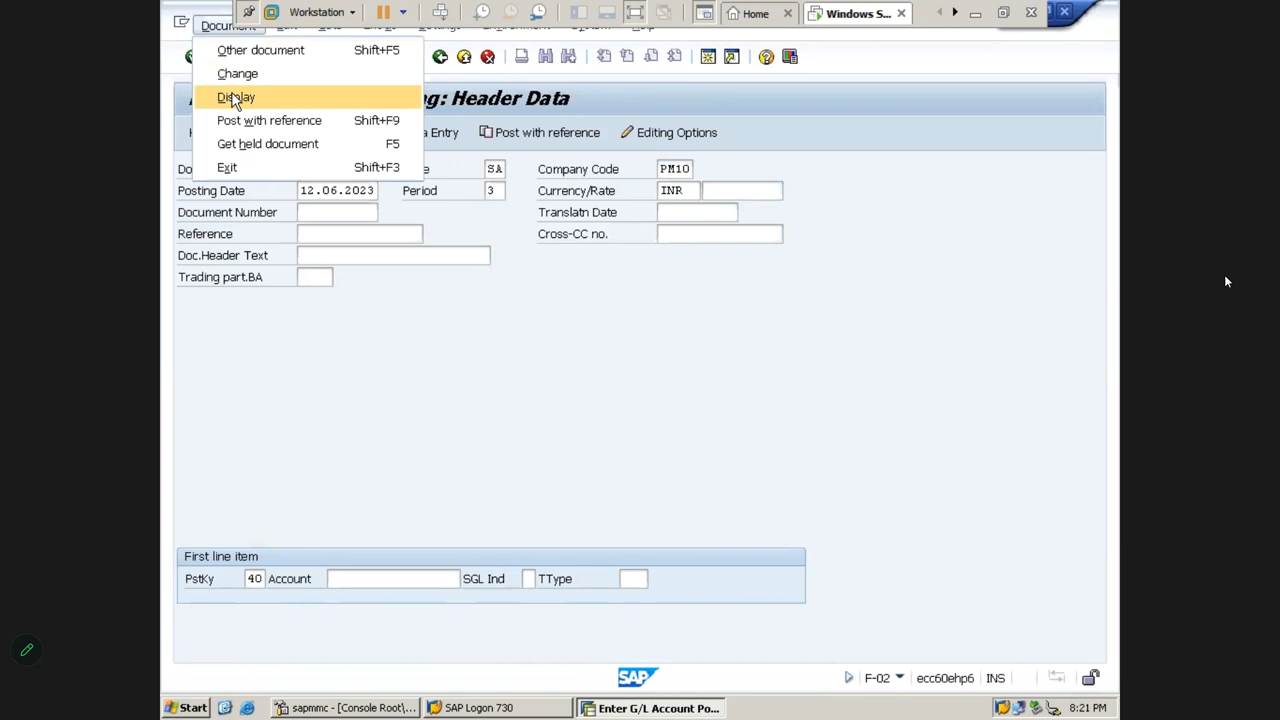 Workstation
Home
Windows S...
Document
Other document Shift+F5
Change
Display
Post with reference Shift+F9
Get held document F5
Exit Shift+F3
: Header Data
a Entry
Post with reference
Editing Options
SA
Company Code PM10
Posting Date 12.06.2023 Period 3 Currency/Rate INR
Document Number Translatn Date
Reference Cross-CC no.
Doc.Header Text
Trading part.BA
First line item
PstKy 40 Account SGL Ind TType
SAP
F-02 ecc60ehp6 INS
Start sapmmc - [Console Root\... SAP Logon 730 Enter G/L Account Po... 8:21 PM